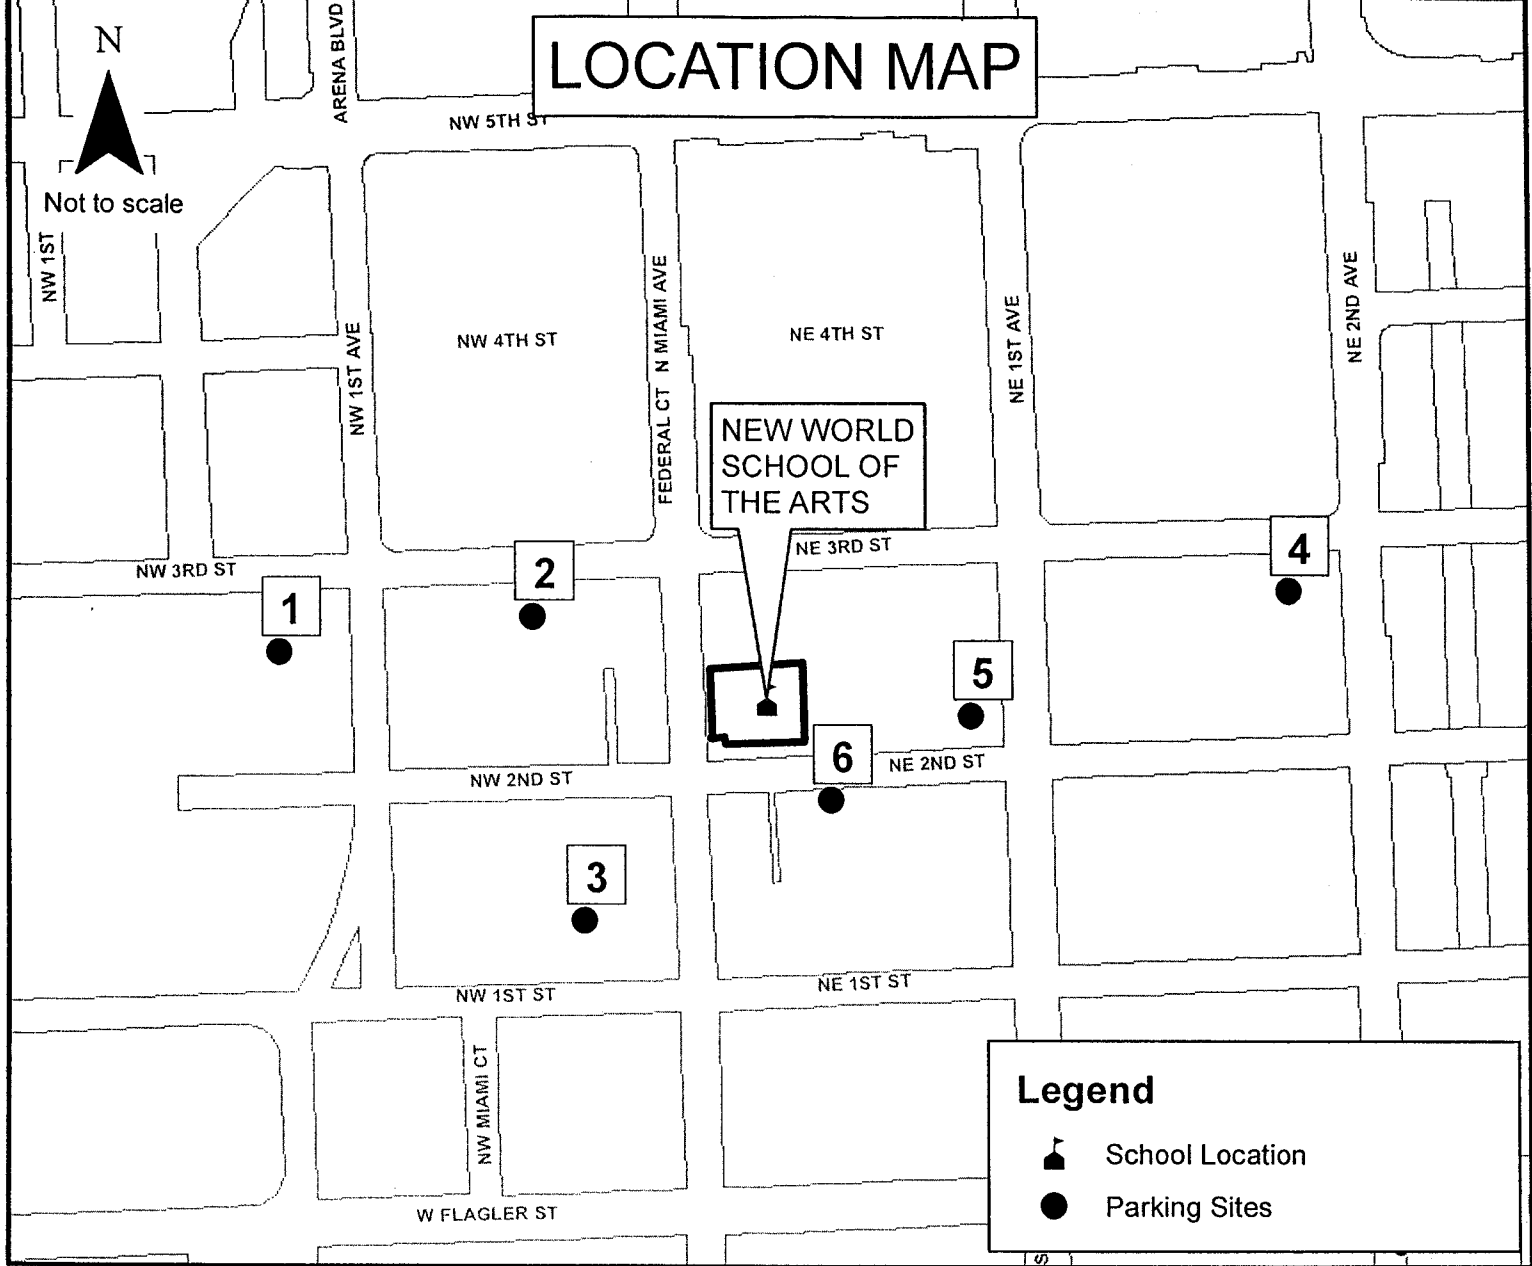 LOCATION MAP
N
Not to scale
ARENA BLVD
NW 5TH ST
NW 1ST
NW 1ST AVE
NW 4TH ST
FEDERAL CT N MIAMI AVE
NE 4TH ST
NE 1ST AVE
NE 2ND AVE
NEW WORLD
SCHOOL OF
THE ARTS
NW 3RD ST
NE 3RD ST
1
2
4
5
6
NW 2ND ST
NE 2ND ST
3
NW 1ST ST
NE 1ST ST
NW MIAMI CT
W FLAGLER ST
Legend
School Location
Parking Sites
S